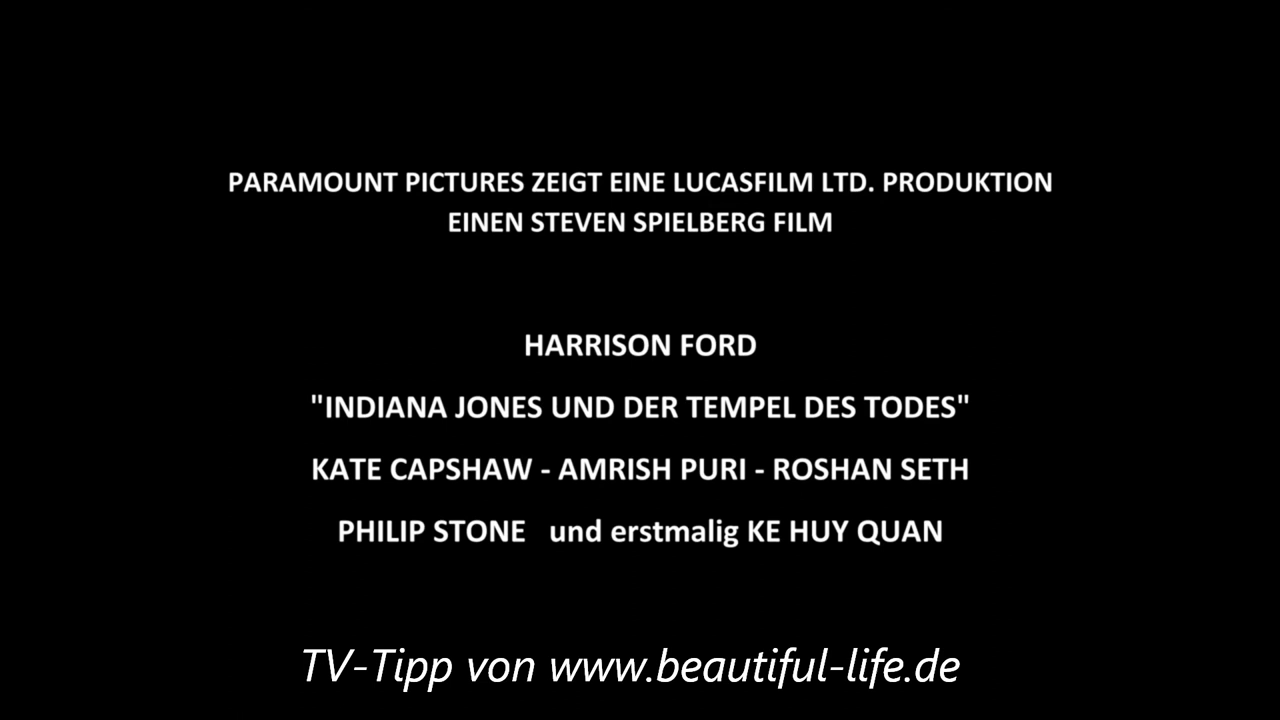 PARAMOUNT PICTURES ZEIGT EINE LUCASFILM LTD. PRODUKTION
EINEN STEVEN SPIELBERG FILM
HARRISON FORD
"INDIANA JONES UND DER TEMPEL DES TODES"
KATE CAPSHAW - AMRISH PURI - ROSHAN SETH
PHILIP STONE und erstmalig KE HUY QUAN
TV-Tipp von www.beautiful-life.de